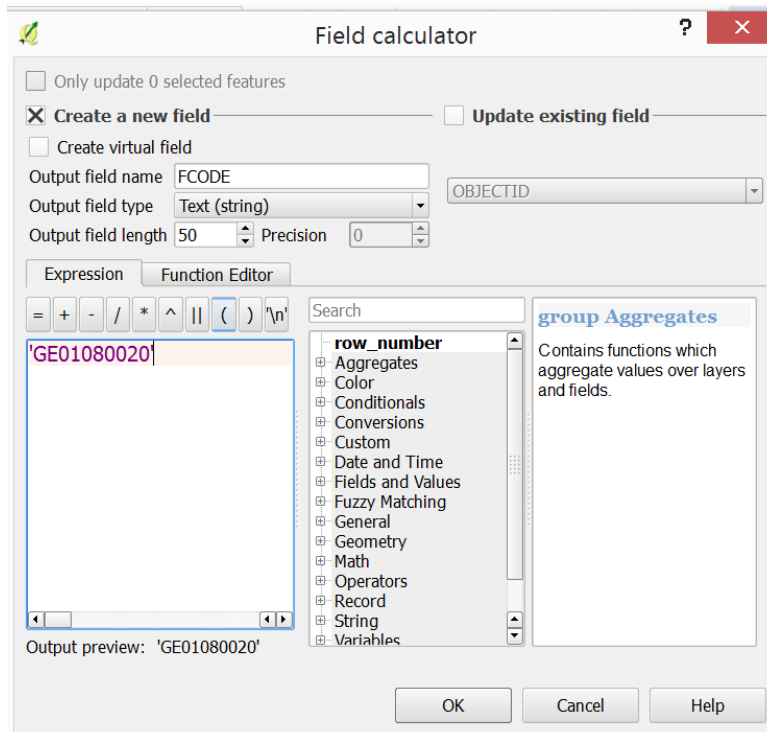 Field calculator ?
Only update 0 selected features
Create a new field
Update existing field
Create virtual field
Output field name FCODE
OBJECTID
Output field type Text (string)
Output field length 50 Precision 0
Expression Function Editor
= + - / * ^ || ( ) '\n'
'GE01080020'
Search
row_number
Aggregates
Color
Conditionals
Conversions
Custom
Date and Time
Fields and Values
Fuzzy Matching
General
Geometry
Math
Operators
Record
String
Variables
group Aggregates
Contains functions which
aggregate values over layers
and fields.
Output preview: 'GE01080020'
OK Cancel Help